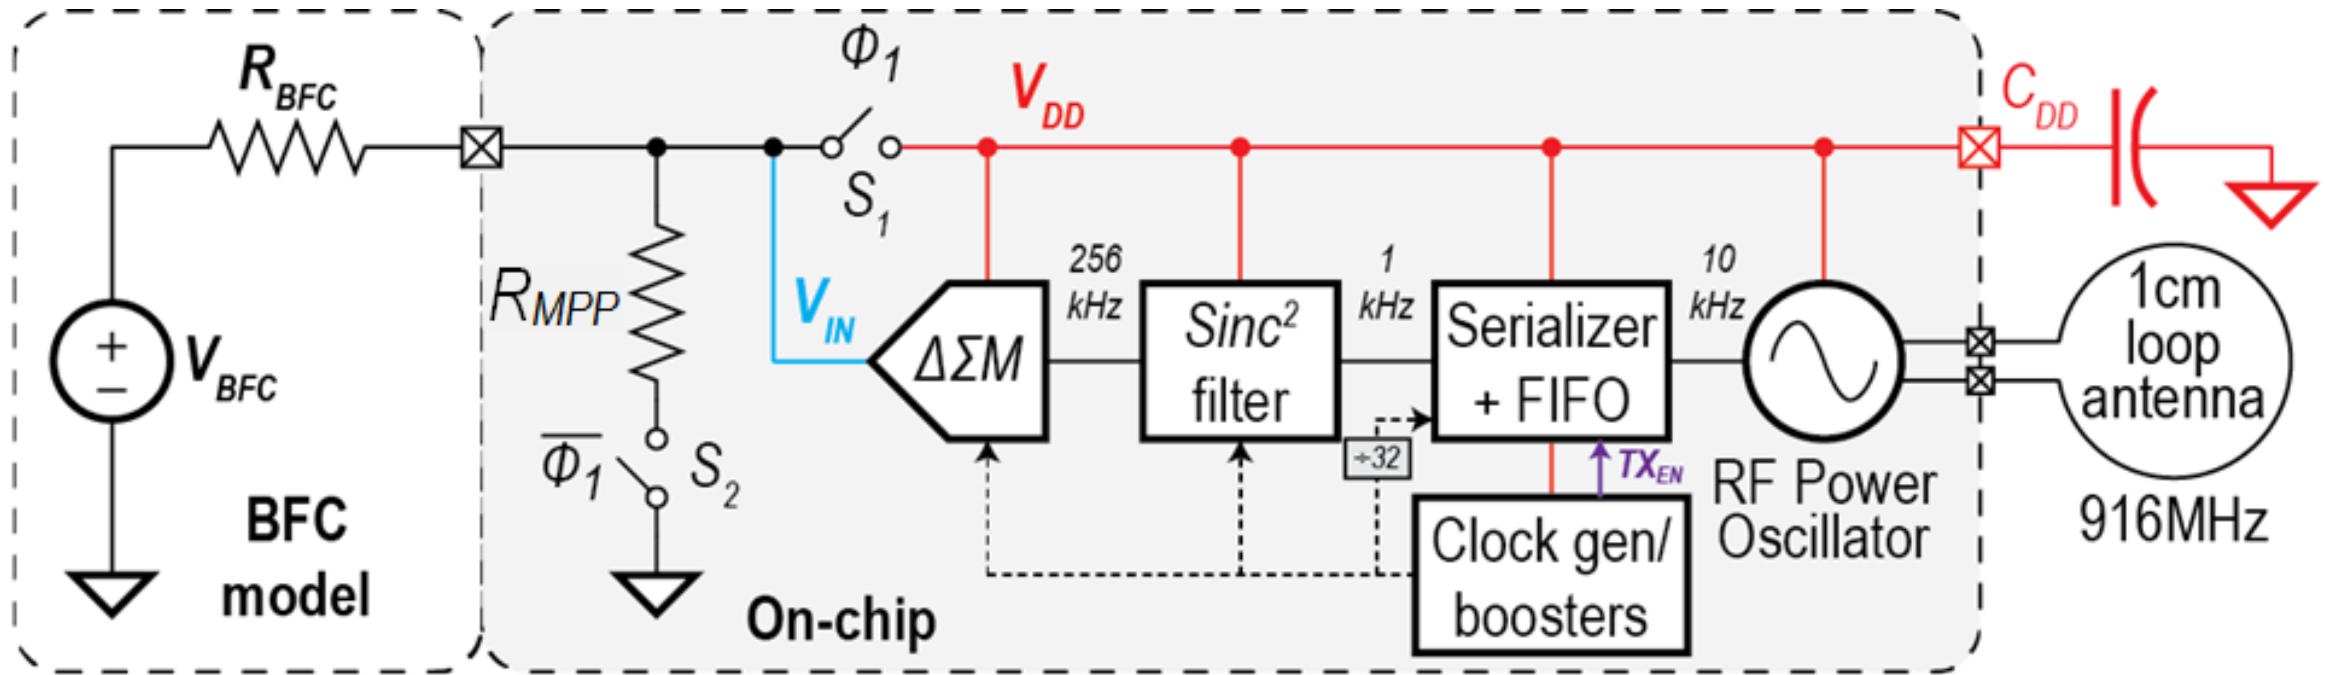 R_BFC
V_BFC
BFC
model
Φ1
S1
R_MPP
Φ̅1̅
S2
On-chip
V_IN
V_DD
ΔΣM
256
kHz
Sinc²
filter
1
kHz
÷32
Serializer
+ FIFO
TX_EN
Clock gen/
boosters
10
kHz
RF Power
Oscillator
C_DD
1cm
loop
antenna
916MHz